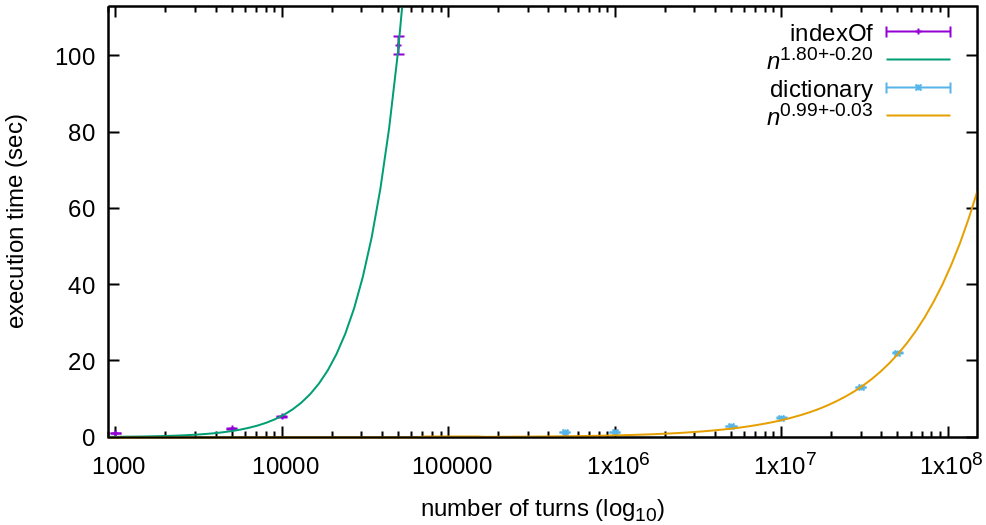 indexOf
n^1.80+-0.20
dictionary
n^0.99+-0.03
execution time (sec)
100
80
60
40
20
0
1000 10000 100000 1x10^6 1x10^7 1x10^8
number of turns (log_10)